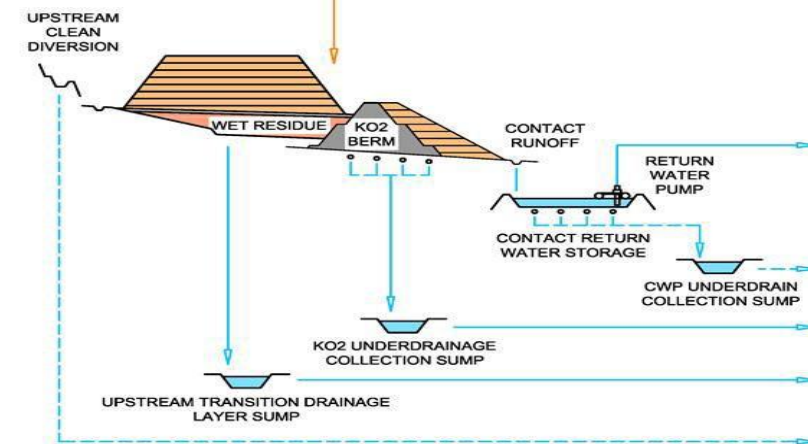 UPSTREAM
CLEAN
DIVERSION
WET RESIDUE
KO2
BERM
CONTACT
RUNOFF
RETURN
WATER
PUMP
CONTACT RETURN
WATER STORAGE
CWP UNDERDRAIN
COLLECTION SUMP
KO2 UNDERDRAINAGE
COLLECTION SUMP
UPSTREAM TRANSITION DRAINAGE
LAYER SUMP